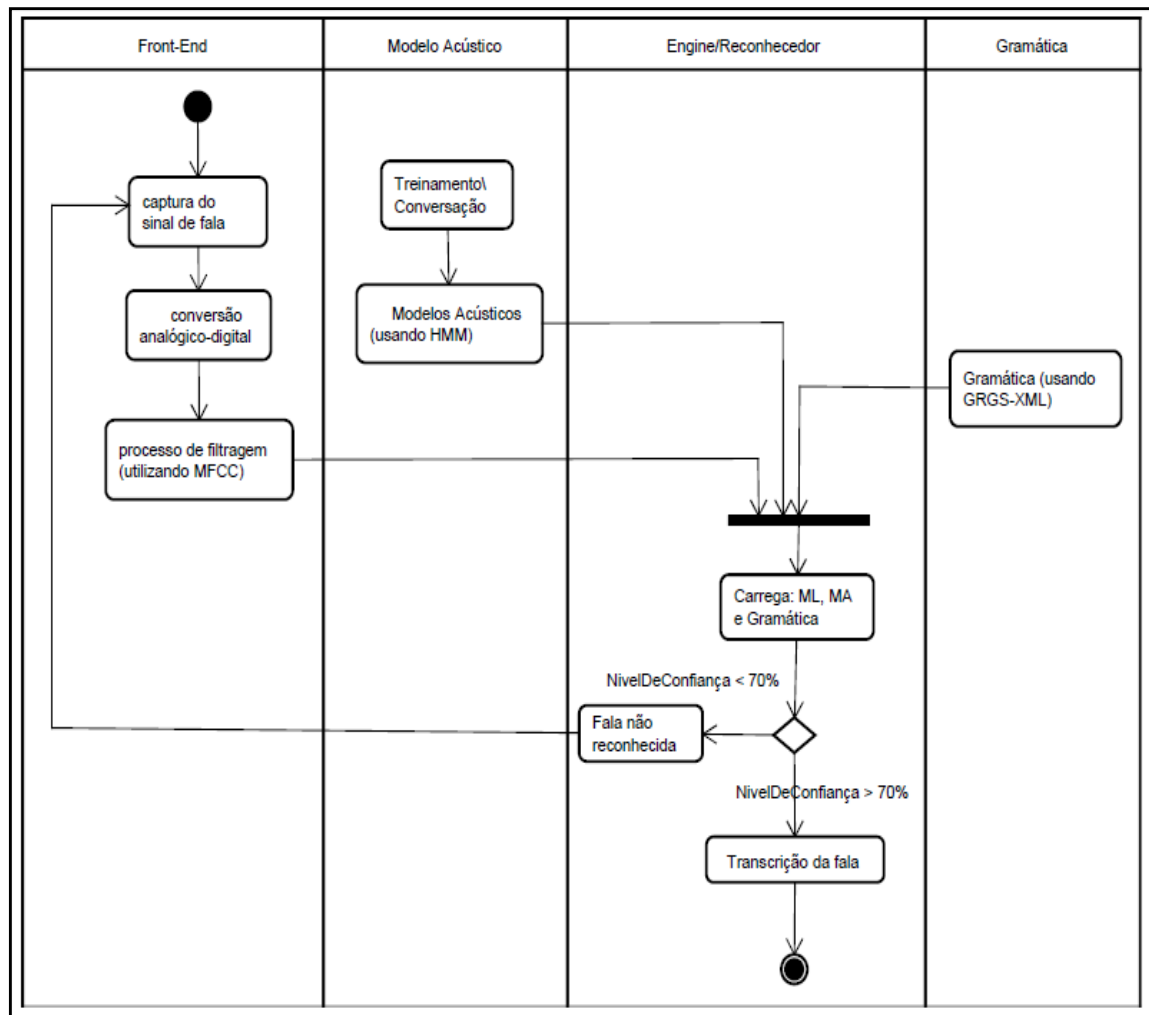 Front-End
Modelo Acústico
Engine/Reconhecedor
Gramática
captura do
sinal de fala
conversão
analógico-digital
processo de filtragem
(utilizando MFCC)
Treinamento\
Conversação
Modelos Acústicos
(usando HMM)
Gramática (usando
GRGS-XML)
Carrega: ML, MA
e Gramática
NivelDeConfiança < 70%
Fala não
reconhecida
NivelDeConfiança > 70%
Transcrição da fala